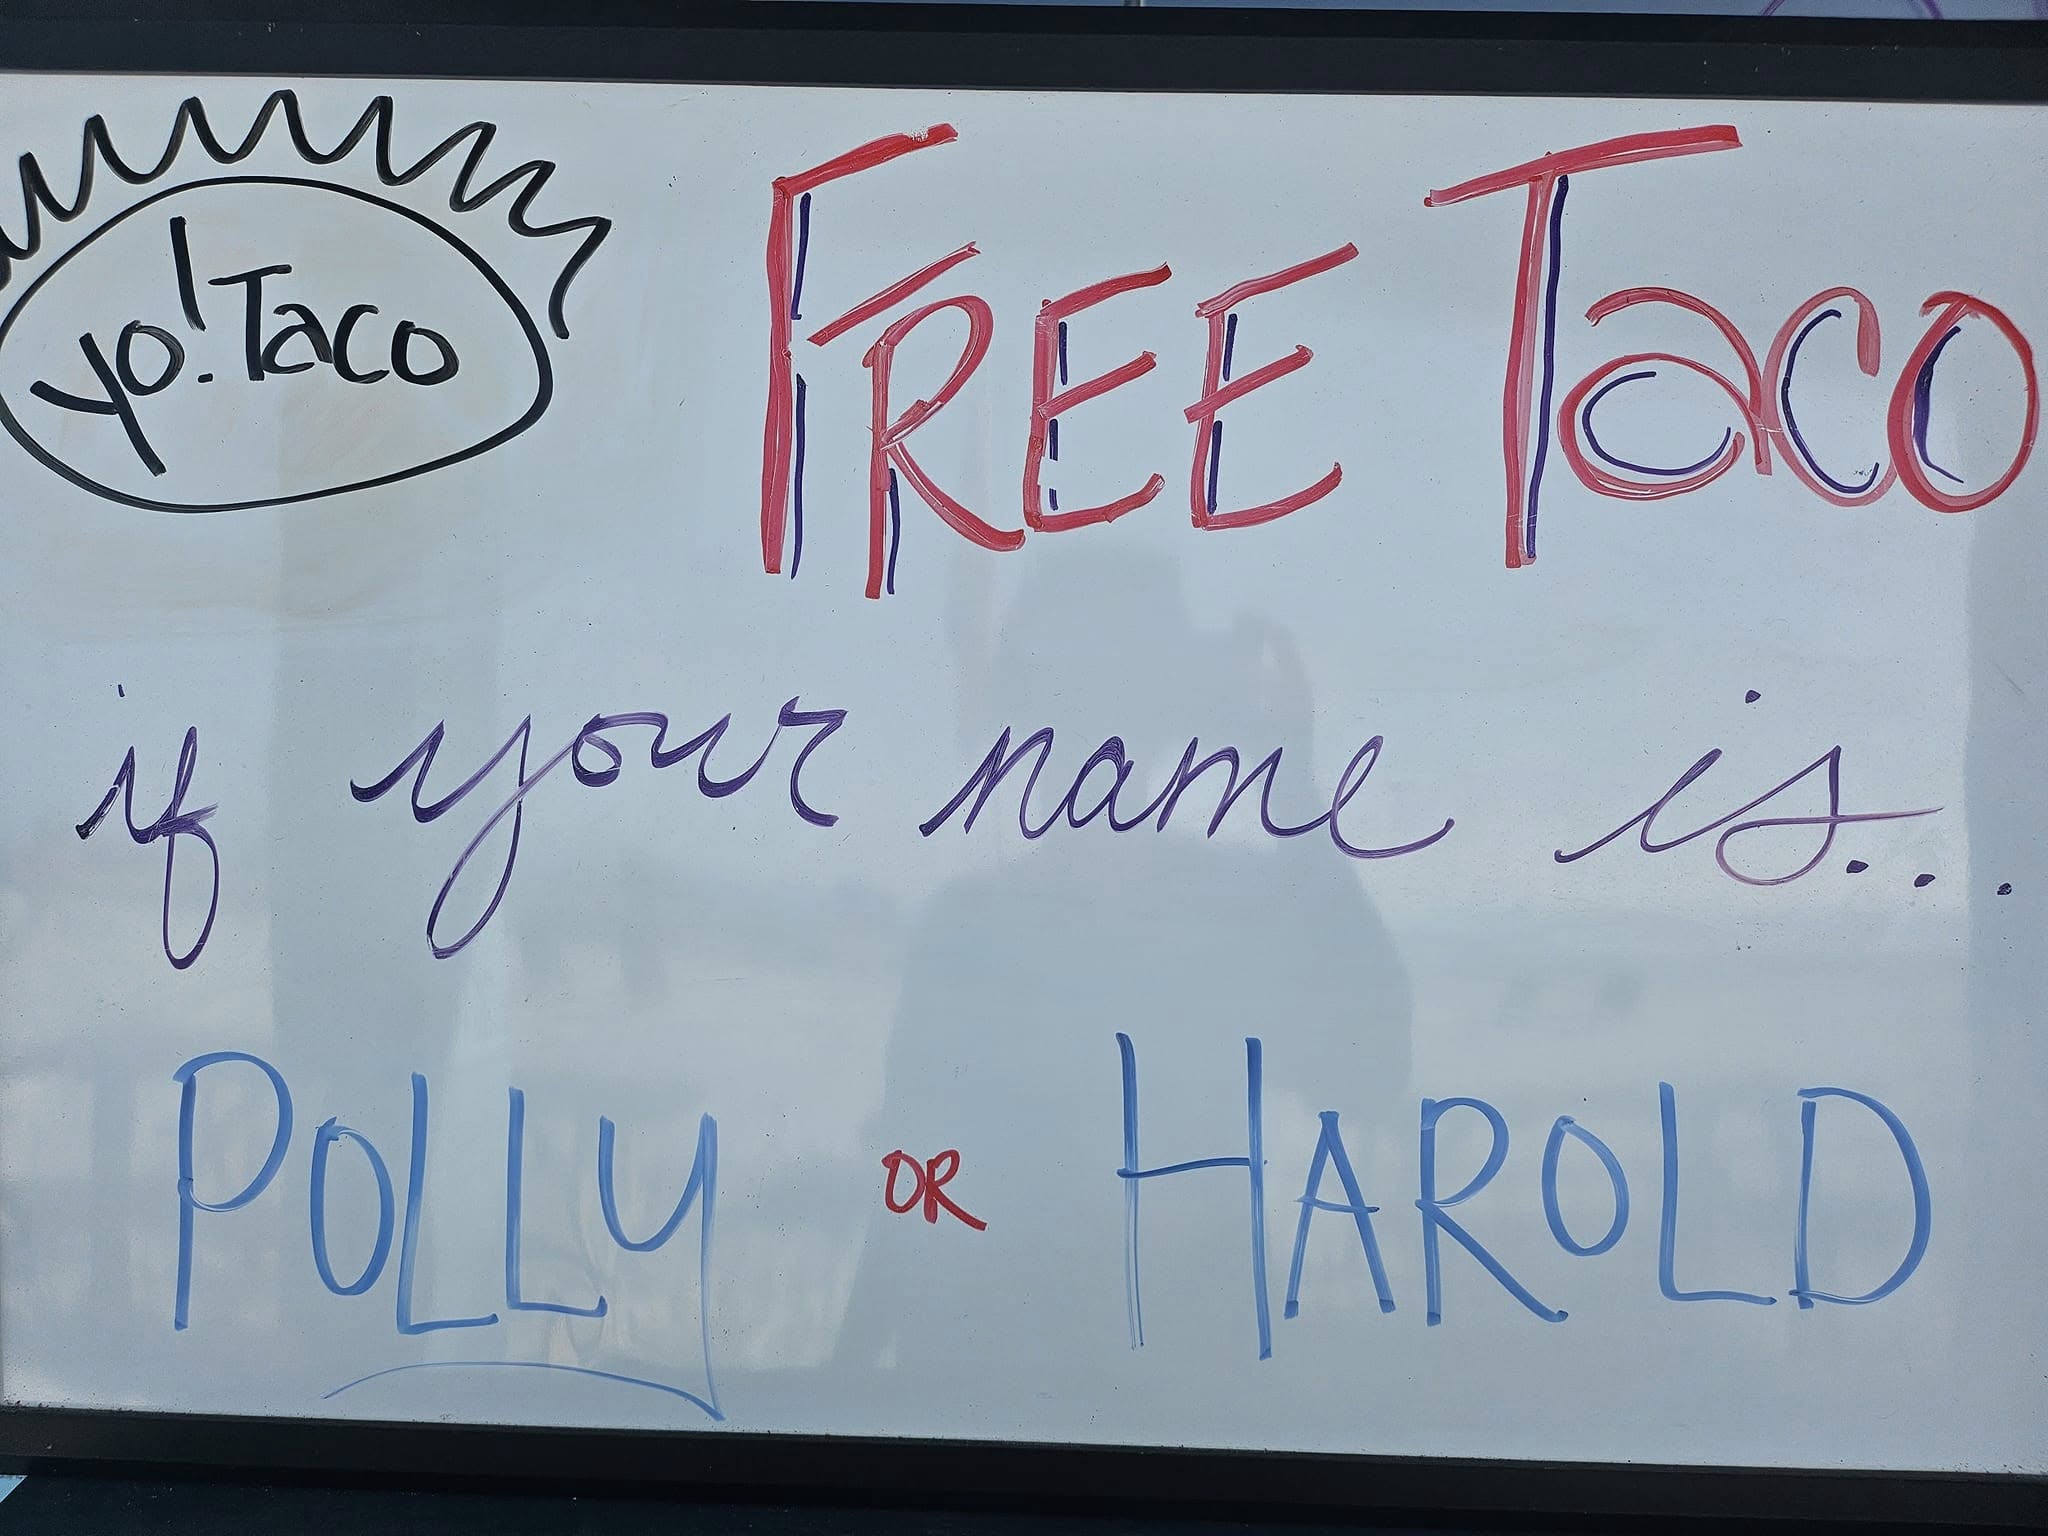 yo! Taco
FREE Taco
if your name is...
POLLY OR HAROLD